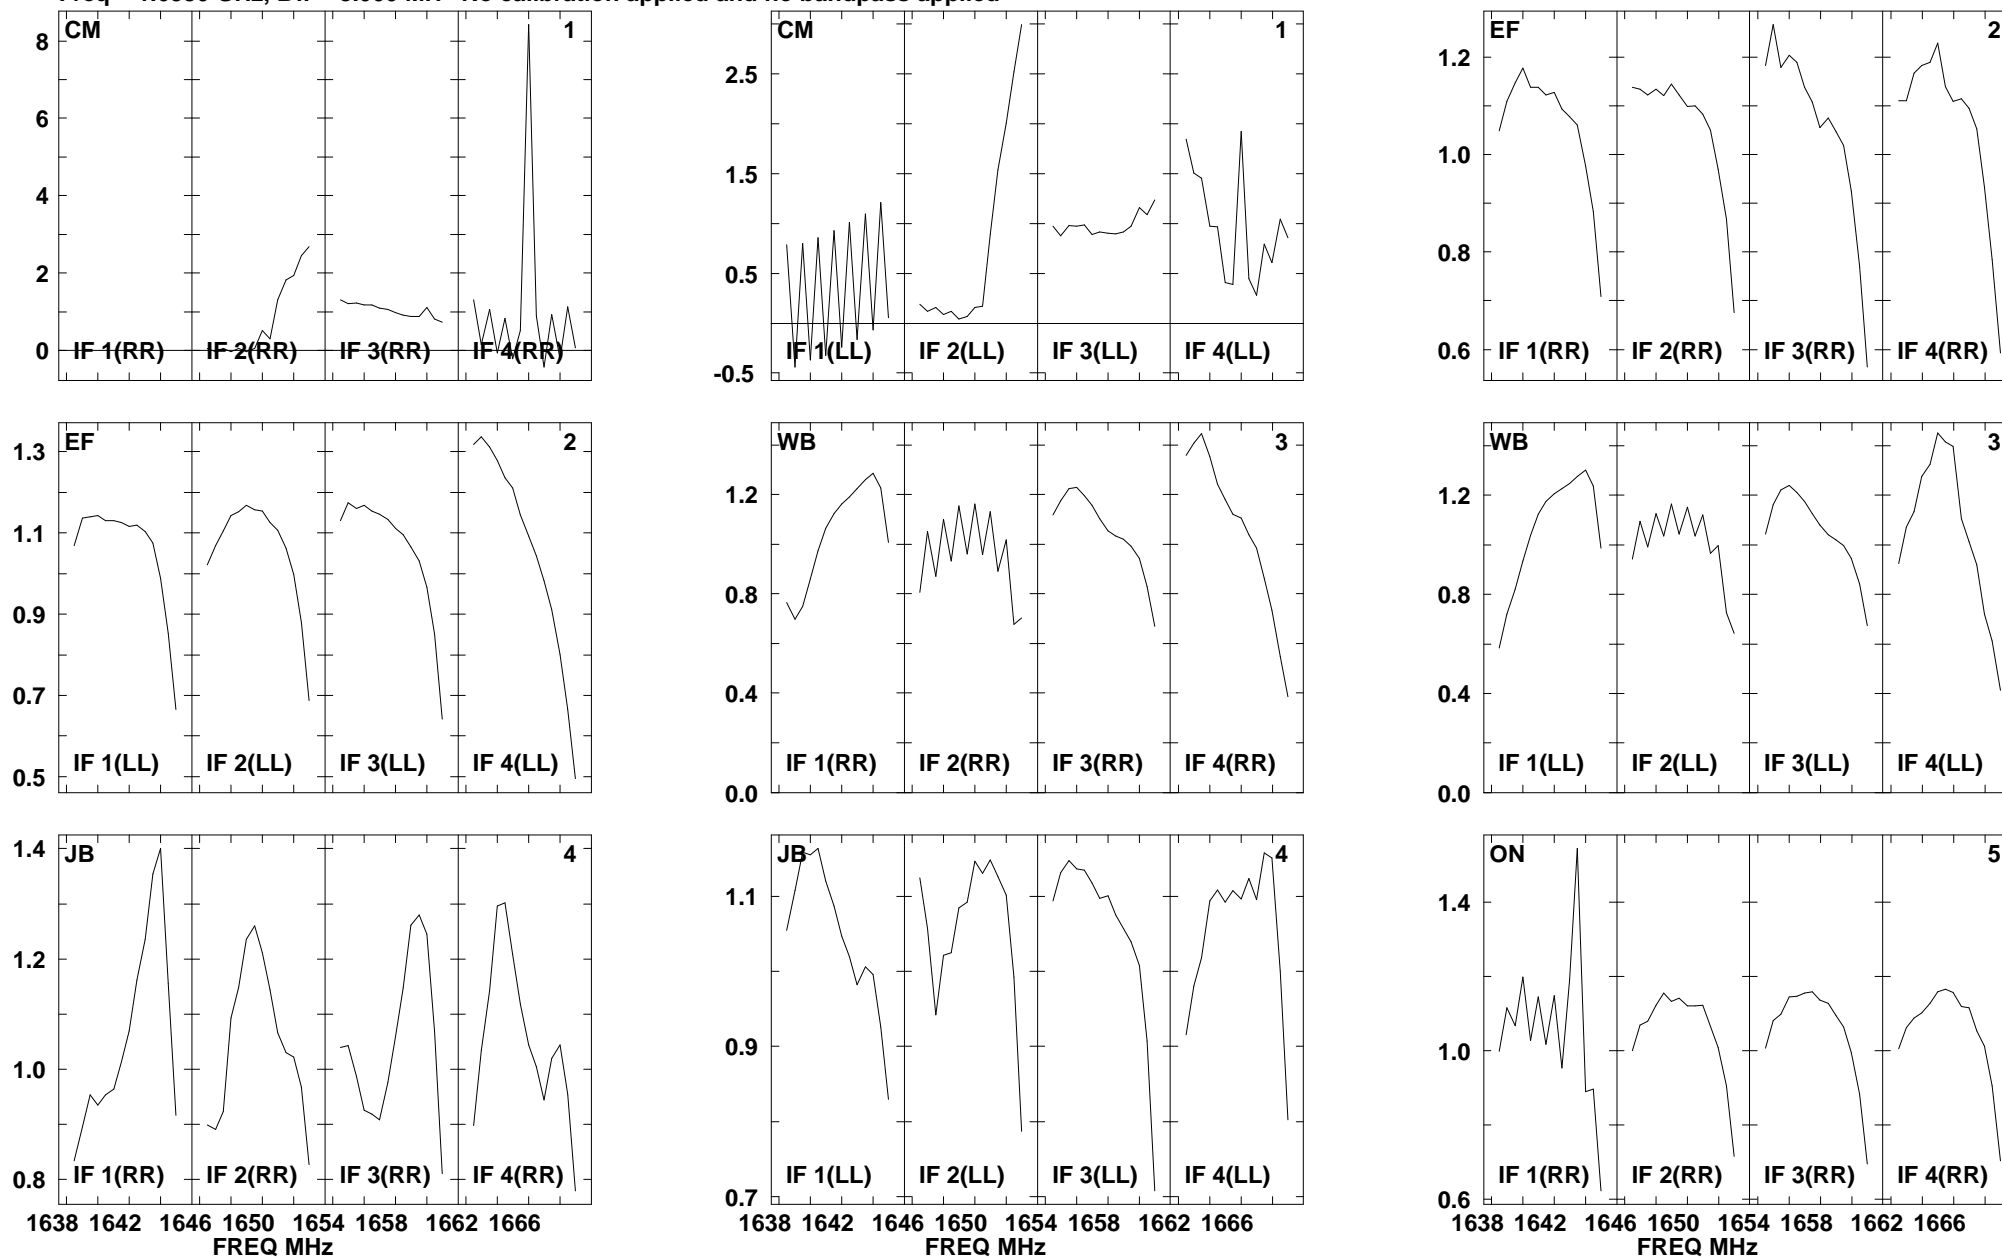 CM 1
8
6
4
2
0
IF 1(RR) IF 2(RR) IF 3(RR) IF 4(RR)
CM 1
2.5
1.5
0.5
-0.5
IF 1(LL) IF 2(LL) IF 3(LL) IF 4(LL)
EF 2
1.2
1.0
0.8
0.6
IF 1(RR) IF 2(RR) IF 3(RR) IF 4(RR)
EF 2
1.3
1.1
0.9
0.7
0.5
IF 1(LL) IF 2(LL) IF 3(LL) IF 4(LL)
WB 3
1.2
0.8
0.4
0.0
IF 1(RR) IF 2(RR) IF 3(RR) IF 4(RR)
WB 3
1.2
0.8
0.4
0.0
IF 1(LL) IF 2(LL) IF 3(LL) IF 4(LL)
JB 4
1.4
1.2
1.0
0.8
IF 1(RR) IF 2(RR) IF 3(RR) IF 4(RR)
1638 1642 1646 1650 1654 1658 1662 1666
FREQ MHz
JB 4
1.1
0.9
0.7
IF 1(LL) IF 2(LL) IF 3(LL) IF 4(LL)
1638 1642 1646 1650 1654 1658 1662 1666
FREQ MHz
ON 5
1.4
1.0
0.6
IF 1(RR) IF 2(RR) IF 3(RR) IF 4(RR)
1638 1642 1646 1650 1654 1658 1662 1666
FREQ MHz